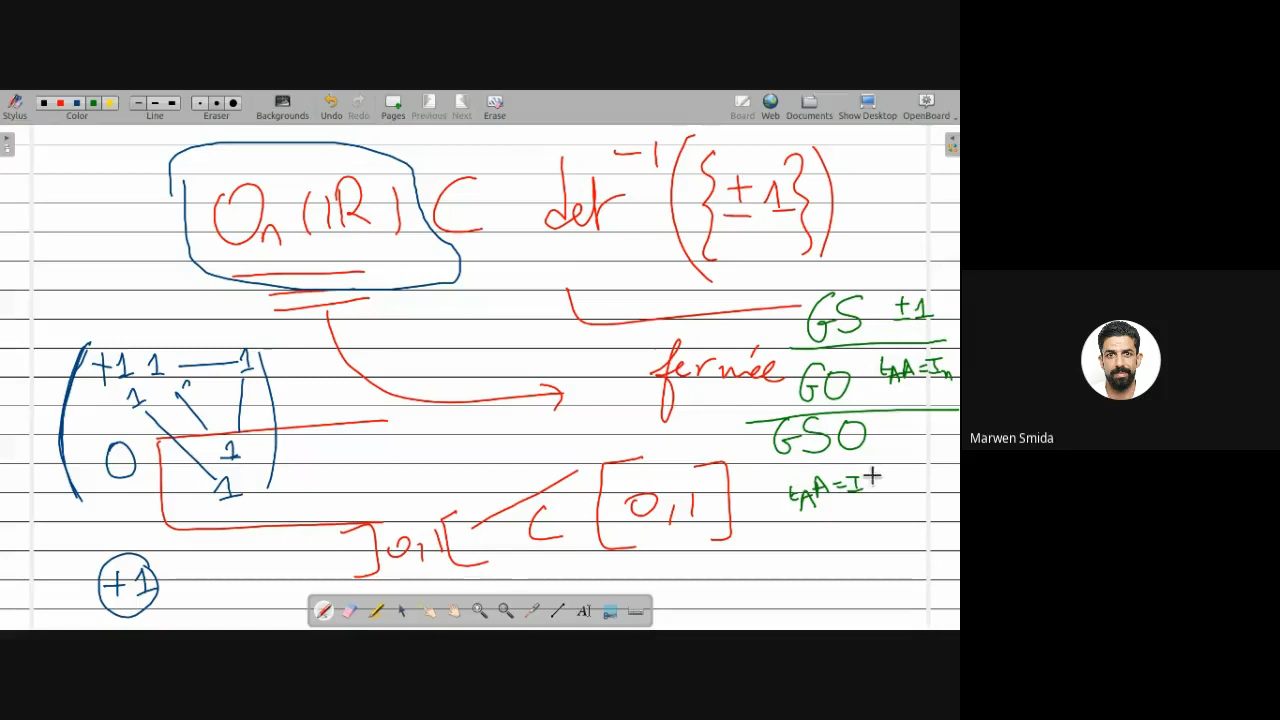 Stylus Color Line Eraser Backgrounds Undo Redo Pages Previous Next Erase Board Web Documents Show Desktop OpenBoard
Oₙ(ℝ) ⊂ det⁻¹({±1})
GS ±1
fermée
GO ᵗAA=Iₙ
GSO
ᵗAA=I
+1 1 — 1
1
0 1
1
]0,1[ ⊂ [0,1]
+1
AI
Marwen Smida